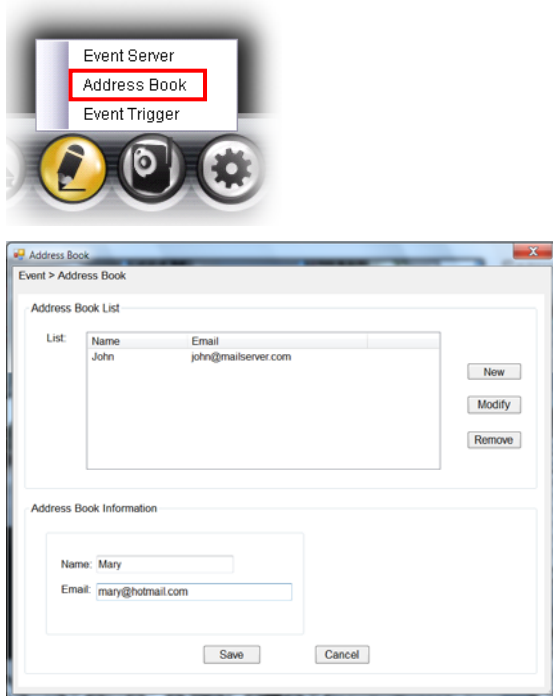 Event Server
Address Book
Event Trigger
Address Book
X
Event > Address Book
Address Book List
List: Name Email
John john@mailserver.com
New
Modify
Remove
Address Book Information
Name: Mary
Email: mary@hotmail.com
Save Cancel